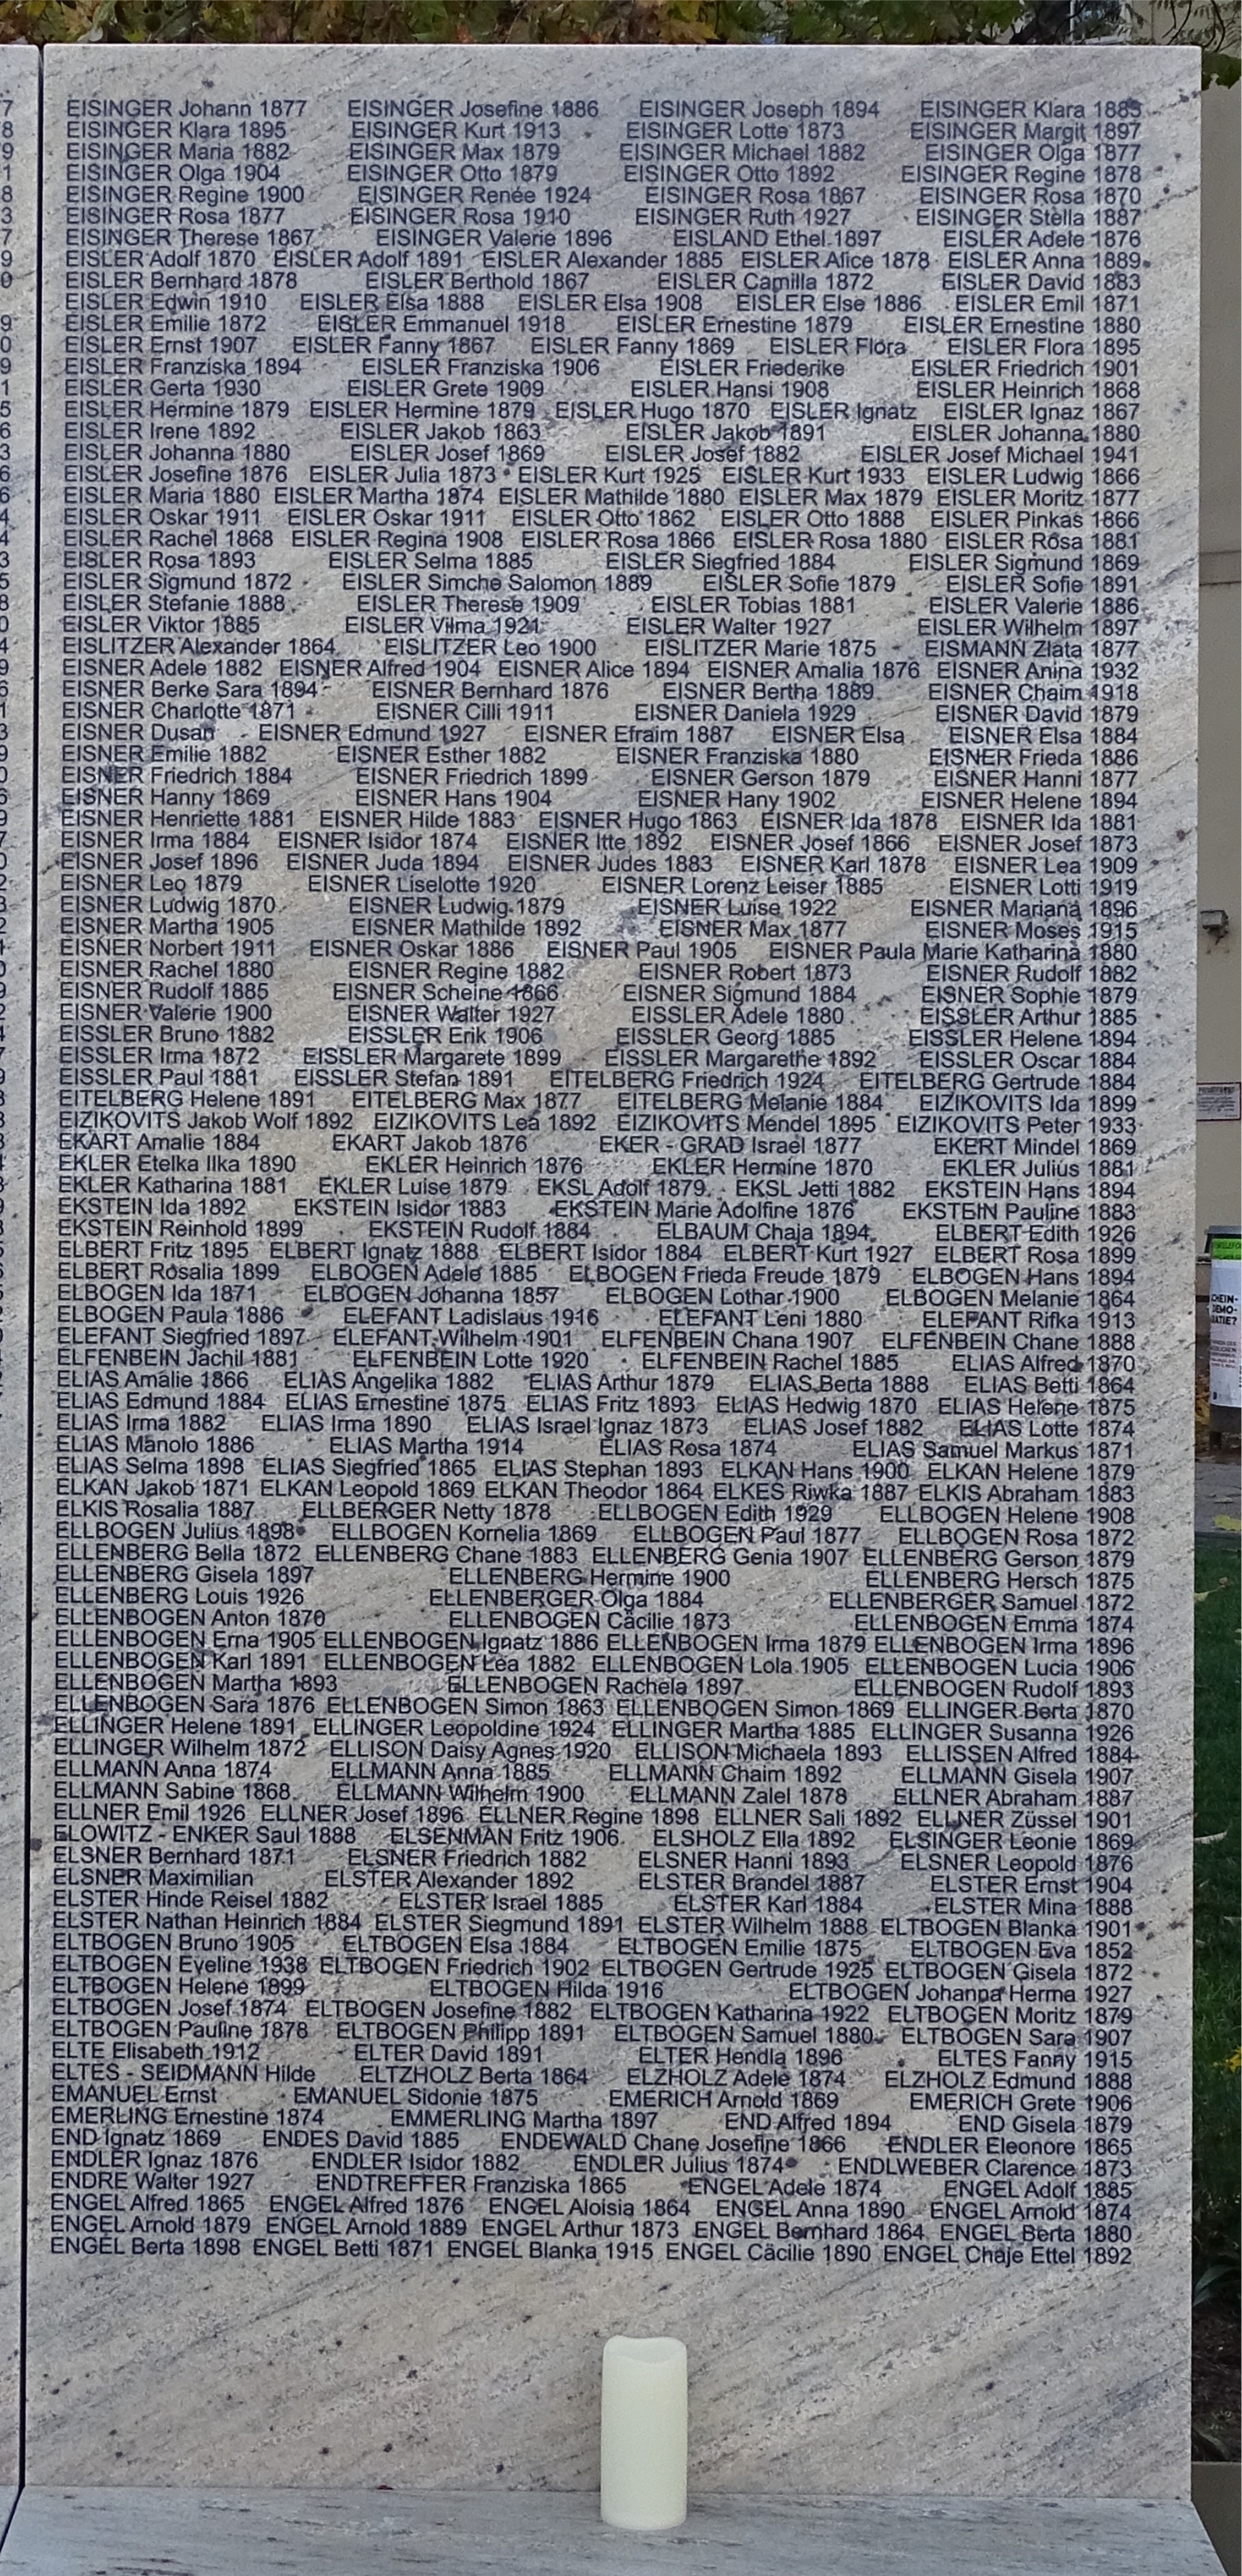 EISINGER Johann 1877 EISINGER Josefine 1886 EISINGER Joseph 1894 EISINGER Klara 1885
EISINGER Klara 1895 EISINGER Kurt 1913 EISINGER Lotte 1873 EISINGER Margit 1897
EISINGER Maria 1882 EISINGER Max 1879 EISINGER Michael 1882 EISINGER Olga 1877
EISINGER Olga 1904 EISINGER Otto 1879 EISINGER Otto 1892 EISINGER Regine 1878
EISINGER Regine 1900 EISINGER Renée 1924 EISINGER Rosa 1867 EISINGER Rosa 1870
EISINGER Rosa 1877 EISINGER Rosa 1910 EISINGER Ruth 1927 EISINGER Stella 1887
EISINGER Therese 1867 EISINGER Valerie 1896 EISLAND Ethel 1897 EISLER Adele 1876
EISLER Adolf 1870 EISLER Adolf 1891 EISLER Alexander 1885 EISLER Alice 1878 EISLER Anna 1889
EISLER Bernhard 1878 EISLER Berthold 1867 EISLER Camilla 1872 EISLER David 1883
EISLER Edwin 1910 EISLER Elsa 1888 EISLER Elsa 1908 EISLER Else 1886 EISLER Emil 1871
EISLER Emilie 1872 EISLER Emmanuel 1918 EISLER Ernestine 1879 EISLER Ernestine 1880
EISLER Ernst 1907 EISLER Fanny 1867 EISLER Fanny 1869 EISLER Flora EISLER Flora 1895
EISLER Franziska 1894 EISLER Franziska 1906 EISLER Friederike EISLER Friedrich 1901
EISLER Gerta 1930 EISLER Grete 1909 EISLER Hansi 1908 EISLER Heinrich 1868
EISLER Hermine 1879 EISLER Hermine 1879 EISLER Hugo 1870 EISLER Ignatz EISLER Ignaz 1867
EISLER Irene 1892 EISLER Jakob 1863 EISLER Jakob 1891 EISLER Johanna 1880
EISLER Johanna 1880 EISLER Josef 1869 EISLER Josef 1882 EISLER Josef Michael 1941
EISLER Josefine 1876 EISLER Julia 1873 EISLER Kurt 1925 EISLER Kurt 1933 EISLER Ludwig 1866
EISLER Maria 1880 EISLER Martha 1874 EISLER Mathilde 1880 EISLER Max 1879 EISLER Moritz 1877
EISLER Oskar 1911 EISLER Oskar 1911 EISLER Otto 1862 EISLER Otto 1888 EISLER Pinkas 1866
EISLER Rachel 1868 EISLER Regina 1908 EISLER Rosa 1866 EISLER Rosa 1880 EISLER Rosa 1881
EISLER Rosa 1893 EISLER Selma 1885 EISLER Siegfried 1884 EISLER Sigmund 1869
EISLER Sigmund 1872 EISLER Simche Salomon 1889 EISLER Sofie 1879 EISLER Sofie 1891
EISLER Stefanie 1888 EISLER Therese 1909 EISLER Tobias 1881 EISLER Valerie 1886
EISLER Viktor 1885 EISLER Vilma 1921 EISLER Walter 1927 EISLER Wilhelm 1897
EISLITZER Alexander 1864 EISLITZER Leo 1900 EISLITZER Marie 1875 EISMANN Zlata 1877
EISNER Adele 1882 EISNER Alfred 1904 EISNER Alice 1894 EISNER Amalia 1876 EISNER Anina 1932
EISNER Berke Sara 1894 EISNER Bernhard 1876 EISNER Bertha 1889 EISNER Chaim 1918
EISNER Charlotte 1871 EISNER Cilli 1911 EISNER Daniela 1929 EISNER David 1879
EISNER Dusan EISNER Edmund 1927 EISNER Efraim 1887 EISNER Elsa EISNER Elsa 1884
EISNER Emilie 1882 EISNER Esther 1882 EISNER Franziska 1880 EISNER Frieda 1886
EISNER Friedrich 1884 EISNER Friedrich 1899 EISNER Gerson 1879 EISNER Hanni 1877
EISNER Hanny 1869 EISNER Hans 1904 EISNER Hany 1902 EISNER Helene 1894
EISNER Henriette 1881 EISNER Hilde 1883 EISNER Hugo 1863 EISNER Ida 1878 EISNER Ida 1881
EISNER Irma 1884 EISNER Isidor 1874 EISNER Itte 1892 EISNER Josef 1866 EISNER Josef 1873
EISNER Josef 1896 EISNER Juda 1894 EISNER Judes 1883 EISNER Karl 1878 EISNER Lea 1909
EISNER Leo 1879 EISNER Liselotte 1920 EISNER Lorenz Leiser 1885 EISNER Lotti 1919
EISNER Ludwig 1870 EISNER Ludwig 1879 EISNER Luise 1922 EISNER Mariana 1896
EISNER Martha 1905 EISNER Mathilde 1892 EISNER Max 1877 EISNER Moses 1915
EISNER Norbert 1911 EISNER Oskar 1886 EISNER Paul 1905 EISNER Paula Marie Katharina 1880
EISNER Rachel 1880 EISNER Regine 1882 EISNER Robert 1873 EISNER Rudolf 1882
EISNER Rudolf 1885 EISNER Scheine 1866 EISNER Sigmund 1884 EISNER Sophie 1879
EISNER Valerie 1900 EISNER Walter 1927 EISSLER Adele 1880 EISSLER Arthur 1885
EISSLER Bruno 1882 EISSLER Erik 1906 EISSLER Georg 1885 EISSLER Helene 1894
EISSLER Irma 1872 EISSLER Margarete 1899 EISSLER Margarethe 1892 EISSLER Oscar 1884
EISSLER Paul 1881 EISSLER Stefan 1891 EITELBERG Friedrich 1924 EITELBERG Gertrude 1884
EITELBERG Helene 1891 EITELBERG Max 1877 EITELBERG Melanie 1884 EIZIKOVITS Ida 1899
EIZIKOVITS Jakob Wolf 1892 EIZIKOVITS Lea 1892 EIZIKOVITS Mendel 1895 EIZIKOVITS Peter 1933
EKART Amalie 1884 EKART Jakob 1876 EKER - GRAD Israel 1877 EKERT Mindel 1869
EKLER Etelka Ilka 1890 EKLER Heinrich 1876 EKLER Hermine 1870 EKLER Julius 1881
EKLER Katharina 1881 EKLER Luise 1879 EKSL Adolf 1879 EKSL Jetti 1882 EKSTEIN Hans 1894
EKSTEIN Ida 1892 EKSTEIN Isidor 1883 EKSTEIN Marie Adolfine 1876 EKSTEIN Pauline 1883
EKSTEIN Reinhold 1899 EKSTEIN Rudolf 1884 ELBAUM Chaja 1894 ELBERT Edith 1926
ELBERT Fritz 1895 ELBERT Ignatz 1888 ELBERT Isidor 1884 ELBERT Kurt 1927 ELBERT Rosa 1899
ELBERT Rosalia 1899 ELBOGEN Adele 1885 ELBOGEN Frieda Freude 1879 ELBOGEN Hans 1894
ELBOGEN Ida 1871 ELBOGEN Johanna 1857 ELBOGEN Lothar 1900 ELBOGEN Melanie 1864
ELBOGEN Paula 1886 ELEFANT Ladislaus 1916 ELEFANT Leni 1880 ELEFANT Rifka 1913
ELEFANT Siegfried 1897 ELEFANT Wilhelm 1901 ELFENBEIN Chana 1907 ELFENBEIN Chane 1888
ELFENBEIN Jachil 1881 ELFENBEIN Lotte 1920 ELFENBEIN Rachel 1885 ELIAS Alfred 1870
ELIAS Amalie 1866 ELIAS Angelika 1882 ELIAS Arthur 1879 ELIAS Berta 1888 ELIAS Betti 1864
ELIAS Edmund 1884 ELIAS Ernestine 1875 ELIAS Fritz 1893 ELIAS Hedwig 1870 ELIAS Helene 1875
ELIAS Irma 1882 ELIAS Irma 1890 ELIAS Israel Ignaz 1873 ELIAS Josef 1882 ELIAS Lotte 1874
ELIAS Manolo 1886 ELIAS Martha 1914 ELIAS Rosa 1874 ELIAS Samuel Markus 1871
ELIAS Selma 1898 ELIAS Siegfried 1865 ELIAS Stephan 1893 ELKAN Hans 1900 ELKAN Helene 1879
ELKAN Jakob 1871 ELKAN Leopold 1869 ELKAN Theodor 1864 ELKES Riwka 1887 ELKIS Abraham 1883
ELKIS Rosalia 1887 ELLBERGER Netty 1878 ELLBOGEN Edith 1929 ELLBOGEN Helene 1908
ELLBOGEN Julius 1898 ELLBOGEN Kornelia 1869 ELLBOGEN Paul 1877 ELLBOGEN Rosa 1872
ELLENBERG Bella 1872 ELLENBERG Chane 1883 ELLENBERG Genia 1907 ELLENBERG Gerson 1879
ELLENBERG Gisela 1897 ELLENBERG Hermine 1900 ELLENBERG Hersch 1875
ELLENBERG Louis 1926 ELLENBERGER Olga 1884 ELLENBERGER Samuel 1872
ELLENBOGEN Anton 1870 ELLENBOGEN Cäcilie 1873 ELLENBOGEN Emma 1874
ELLENBOGEN Erna 1905 ELLENBOGEN Ignatz 1886 ELLENBOGEN Irma 1879 ELLENBOGEN Irma 1896
ELLENBOGEN Karl 1891 ELLENBOGEN Lea 1882 ELLENBOGEN Lola 1905 ELLENBOGEN Lucia 1906
ELLENBOGEN Martha 1893 ELLENBOGEN Rachela 1897 ELLENBOGEN Rudolf 1893
ELLENBOGEN Sara 1876 ELLENBOGEN Simon 1863 ELLENBOGEN Simon 1869 ELLINGER Berta 1870
ELLINGER Helene 1891 ELLINGER Leopoldine 1924 ELLINGER Martha 1885 ELLINGER Susanna 1926
ELLINGER Wilhelm 1872 ELLISON Daisy Agnes 1920 ELLISON Michaela 1893 ELLISSEN Alfred 1884
ELLMANN Anna 1874 ELLMANN Anna 1885 ELLMANN Chaim 1892 ELLMANN Gisela 1907
ELLMANN Sabine 1868 ELLMANN Wilhelm 1900 ELLMANN Zalel 1878 ELLNER Abraham 1887
ELLNER Emil 1926 ELLNER Josef 1896 ELLNER Regine 1898 ELLNER Sali 1892 ELLNER Züssel 1901
ELOWITZ - ENKER Saul 1888 ELSENMAN Fritz 1906 ELSHOLZ Ella 1892 ELSINGER Leonie 1869
ELSNER Bernhard 1871 ELSNER Friedrich 1882 ELSNER Hanni 1893 ELSNER Leopold 1876
ELSNER Maximilian ELSTER Alexander 1892 ELSTER Brandel 1887 ELSTER Ernst 1904
ELSTER Hinde Reisel 1882 ELSTER Israel 1885 ELSTER Karl 1884 ELSTER Mina 1888
ELSTER Nathan Heinrich 1884 ELSTER Siegmund 1891 ELSTER Wilhelm 1888 ELTBOGEN Blanka 1901
ELTBOGEN Bruno 1905 ELTBOGEN Elsa 1884 ELTBOGEN Emilie 1875 ELTBOGEN Eva 1852
ELTBOGEN Eveline 1938 ELTBOGEN Friedrich 1902 ELTBOGEN Gertrude 1925 ELTBOGEN Gisela 1872
ELTBOGEN Helene 1899 ELTBOGEN Hilda 1916 ELTBOGEN Johanna Herma 1927
ELTBOGEN Josef 1874 ELTBOGEN Josefine 1882 ELTBOGEN Katharina 1922 ELTBOGEN Moritz 1879
ELTBOGEN Pauline 1878 ELTBOGEN Philipp 1891 ELTBOGEN Samuel 1880 ELTBOGEN Sara 1907
ELTE Elisabeth 1912 ELTER David 1891 ELTER Hendla 1896 ELTES Fanny 1915
ELTES - SEIDMANN Hilde ELTZHOLZ Berta 1864 ELZHOLZ Adele 1874 ELZHOLZ Edmund 1888
EMANUEL Ernst EMANUEL Sidonie 1875 EMERICH Arnold 1869 EMERICH Grete 1906
EMERLING Ernestine 1874 EMMERLING Martha 1897 END Alfred 1894 END Gisela 1879
END Ignatz 1869 ENDES David 1885 ENDEWALD Chane Josefine 1866 ENDLER Eleonore 1865
ENDLER Ignaz 1876 ENDLER Isidor 1882 ENDLER Julius 1874 ENDLWEBER Clarence 1873
ENDRE Walter 1927 ENDTREFFER Franziska 1865 ENGEL Adele 1874 ENGEL Adolf 1885
ENGEL Alfred 1865 ENGEL Alfred 1876 ENGEL Aloisia 1864 ENGEL Anna 1890 ENGEL Arnold 1874
ENGEL Arnold 1879 ENGEL Arnold 1889 ENGEL Arthur 1873 ENGEL Bernhard 1864 ENGEL Berta 1880
ENGEL Berta 1898 ENGEL Betti 1871 ENGEL Blanka 1915 ENGEL Cäcilie 1890 ENGEL Chaje Ettel 1892